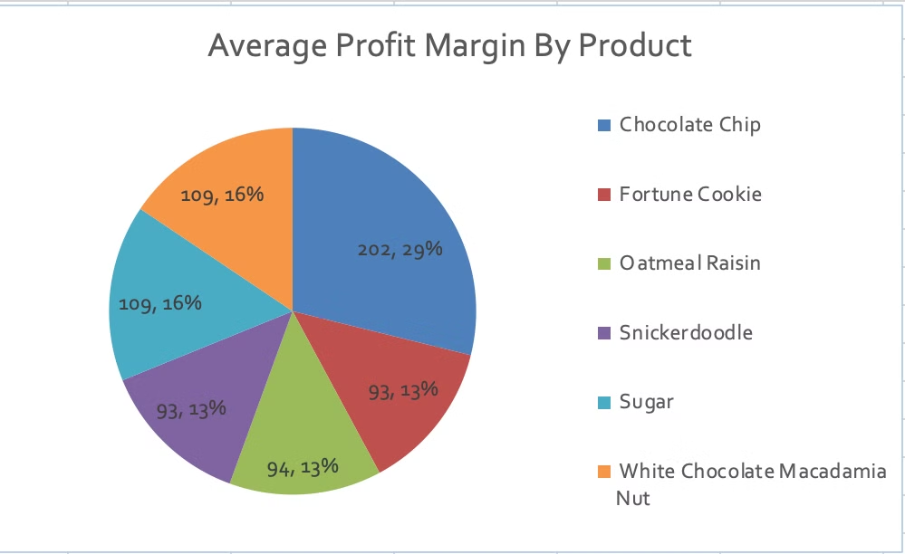 Average Profit Margin By Product
109, 16%
202, 29%
109, 16%
93, 13%
93, 13%
94, 13%
Chocolate Chip
Fortune Cookie
Oatmeal Raisin
Snickerdoodle
Sugar
White Chocolate Macadamia
Nut